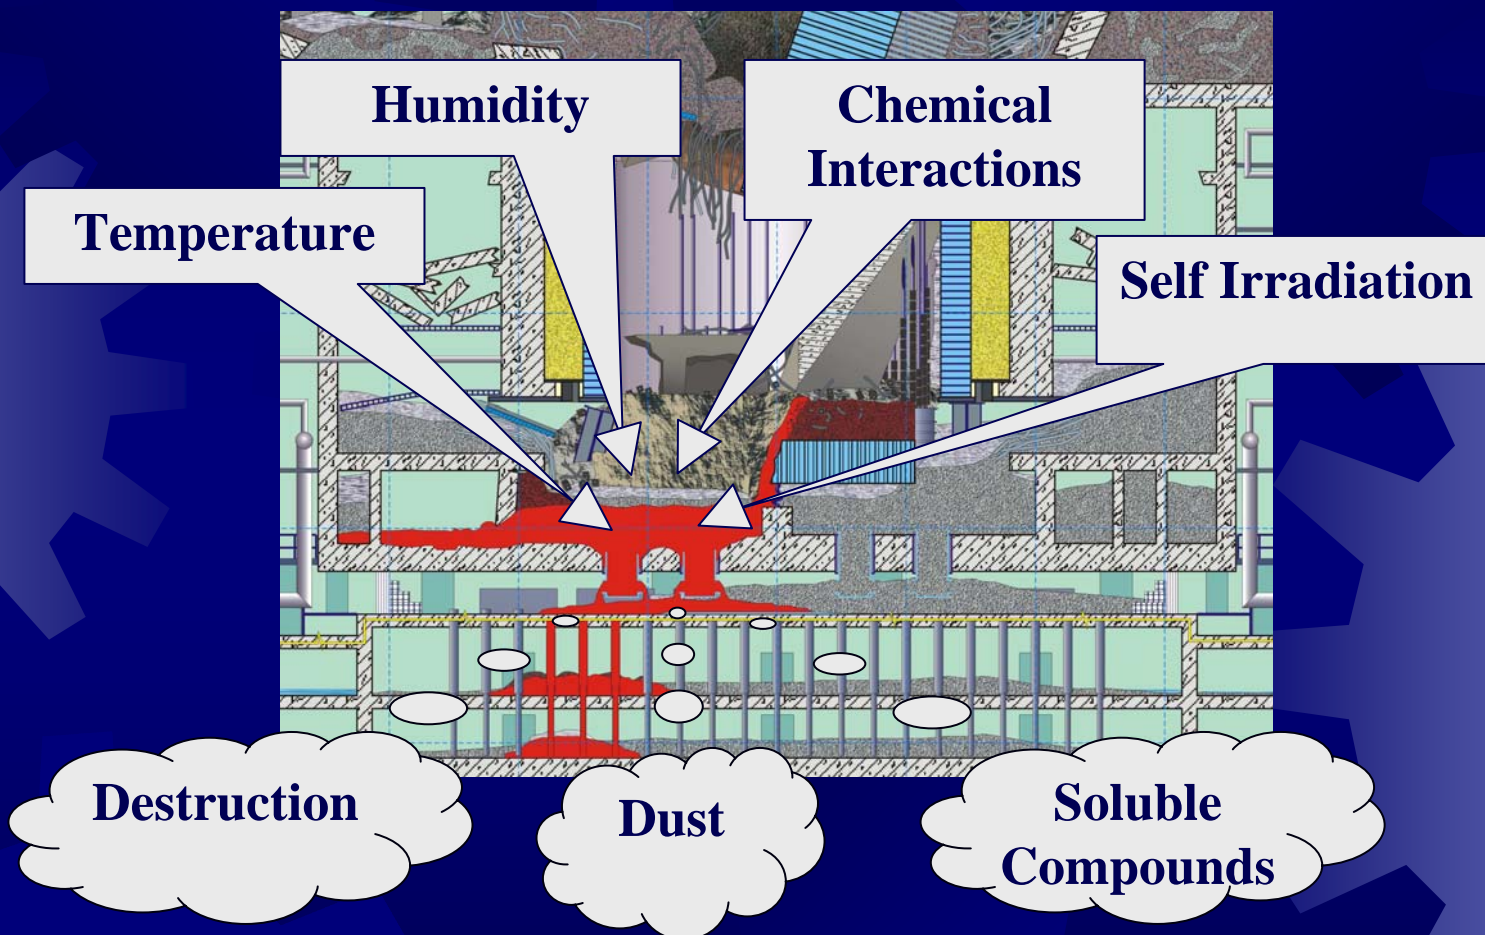 Humidity
Chemical
Interactions
Temperature
Self Irradiation
Destruction
Dust
Soluble
Compounds